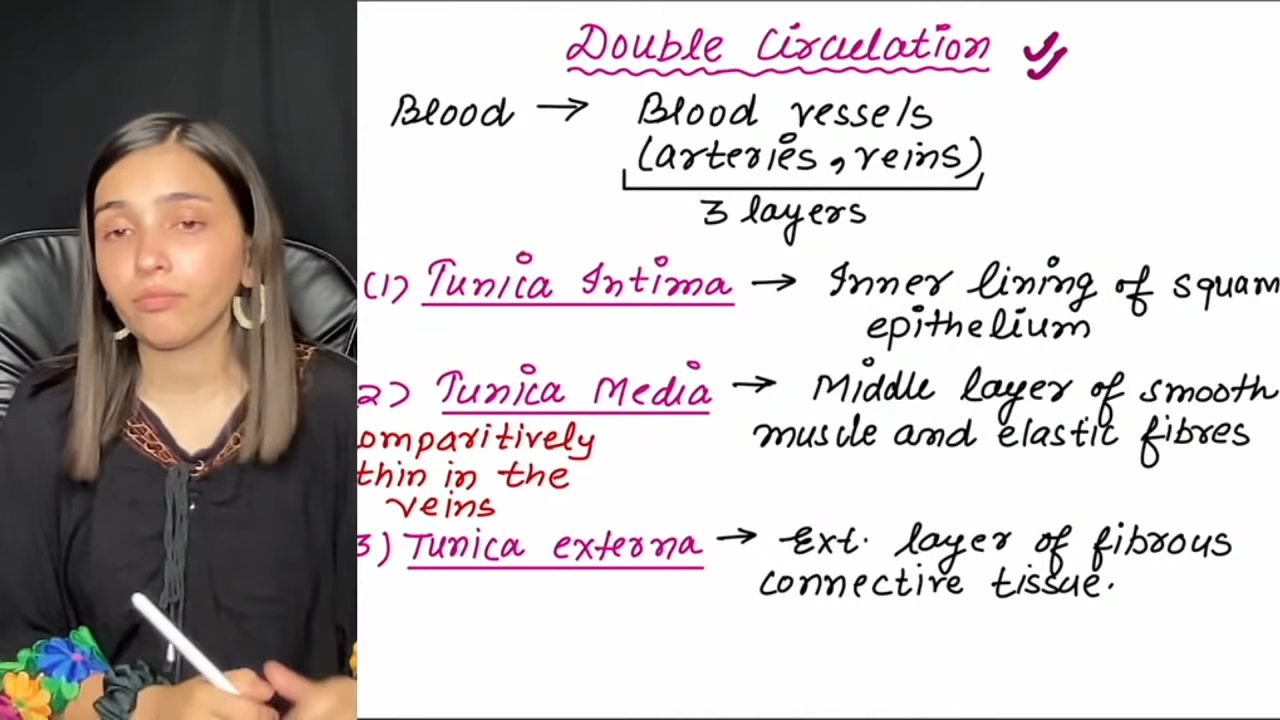 Double Circulation
Blood → Blood vessels
(arteries, veins)
3 layers
(1) Tunica Intima → Inner lining of squam
epithelium
2) Tunica Media → Middle layer of smooth
muscle and elastic fibres
omparitively
thin in the
veins
3) Tunica externa → Ext. layer of fibrous
connective tissue.